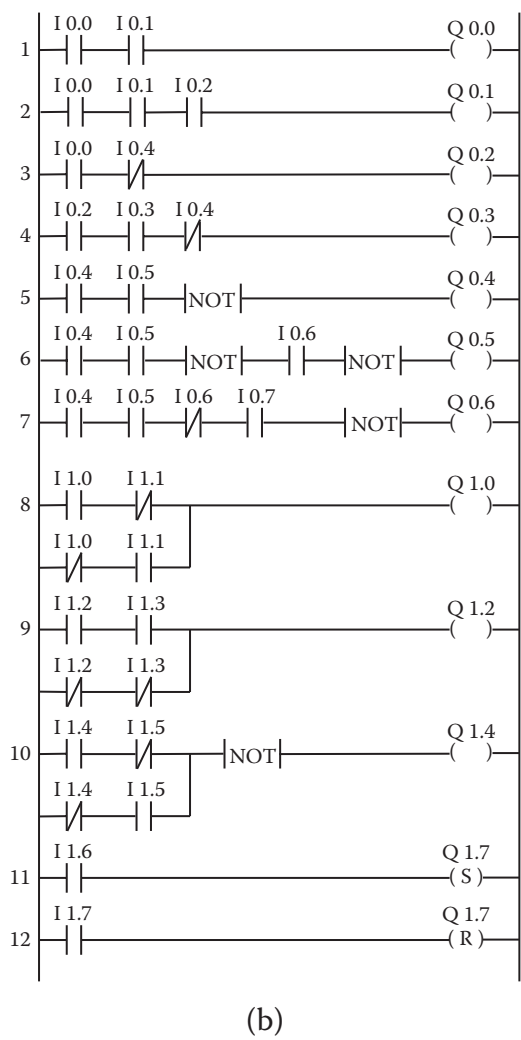 I 0.0 I 0.1 Q 0.0
1
I 0.0 I 0.1 I 0.2 Q 0.1
2
I 0.0 I 0.4 Q 0.2
3
I 0.2 I 0.3 I 0.4 Q 0.3
4
I 0.4 I 0.5 Q 0.4
5 NOT
I 0.4 I 0.5 I 0.6 Q 0.5
6 NOT NOT
I 0.4 I 0.5 I 0.6 I 0.7 Q 0.6
7 NOT
I 1.0 I 1.1 Q 1.0
8
I 1.0 I 1.1
I 1.2 I 1.3 Q 1.2
9
I 1.2 I 1.3
I 1.4 I 1.5 Q 1.4
10 NOT
I 1.4 I 1.5
I 1.6 Q 1.7
11 (S)
I 1.7 Q 1.7
12 (R)
(b)